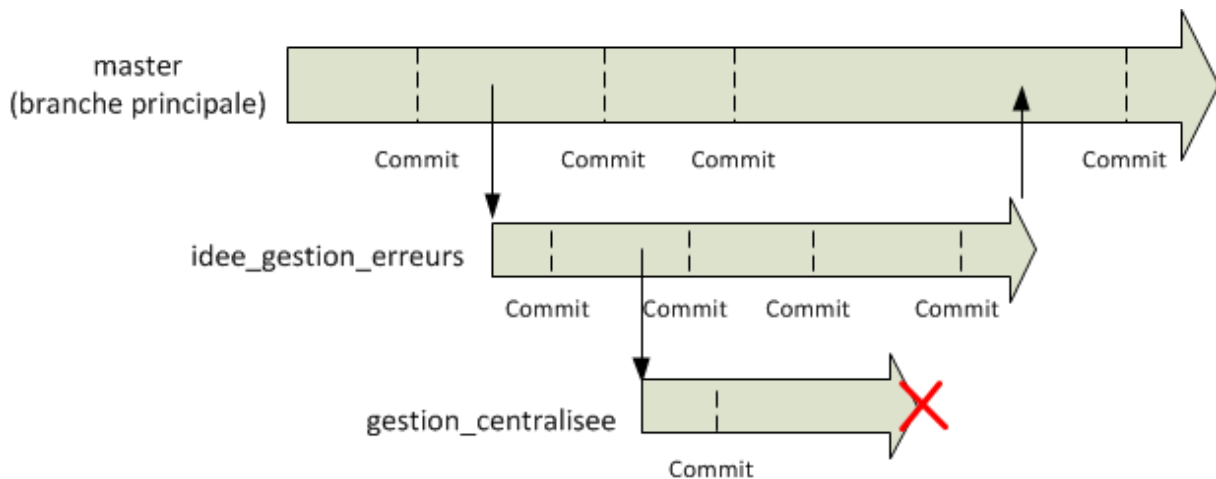 master
(branche principale)
Commit Commit Commit Commit
idee_gestion_erreurs
Commit Commit Commit Commit
gestion_centralisee
Commit